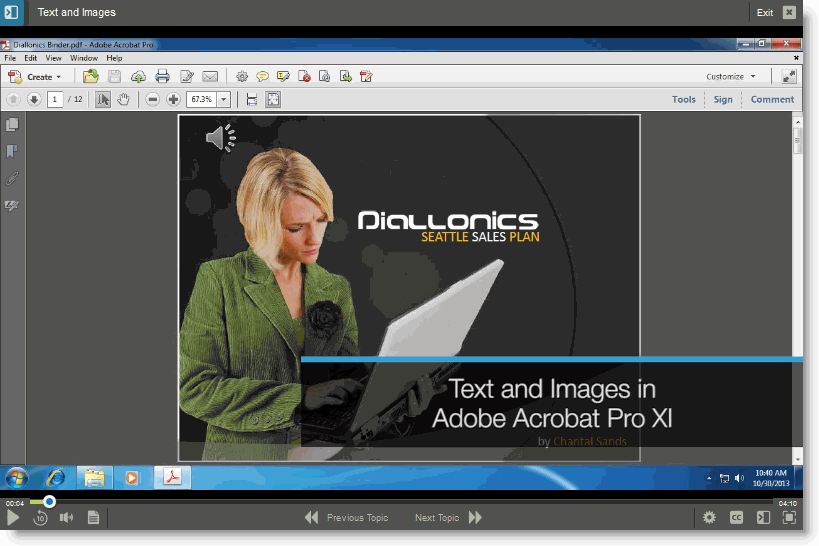 Text and Images
Exit
Diallonics Binder.pdf - Adobe Acrobat Pro
File Edit View Window Help
Create
Customize
1 / 12
67.3%
Tools Sign Comment
Diallonics
SEATTLE SALES PLAN
Text and Images in
Adobe Acrobat Pro XI
by Chantal Sands
10:40 AM
10/30/2013
00:04
04:10
10
Previous Topic
Next Topic
CC